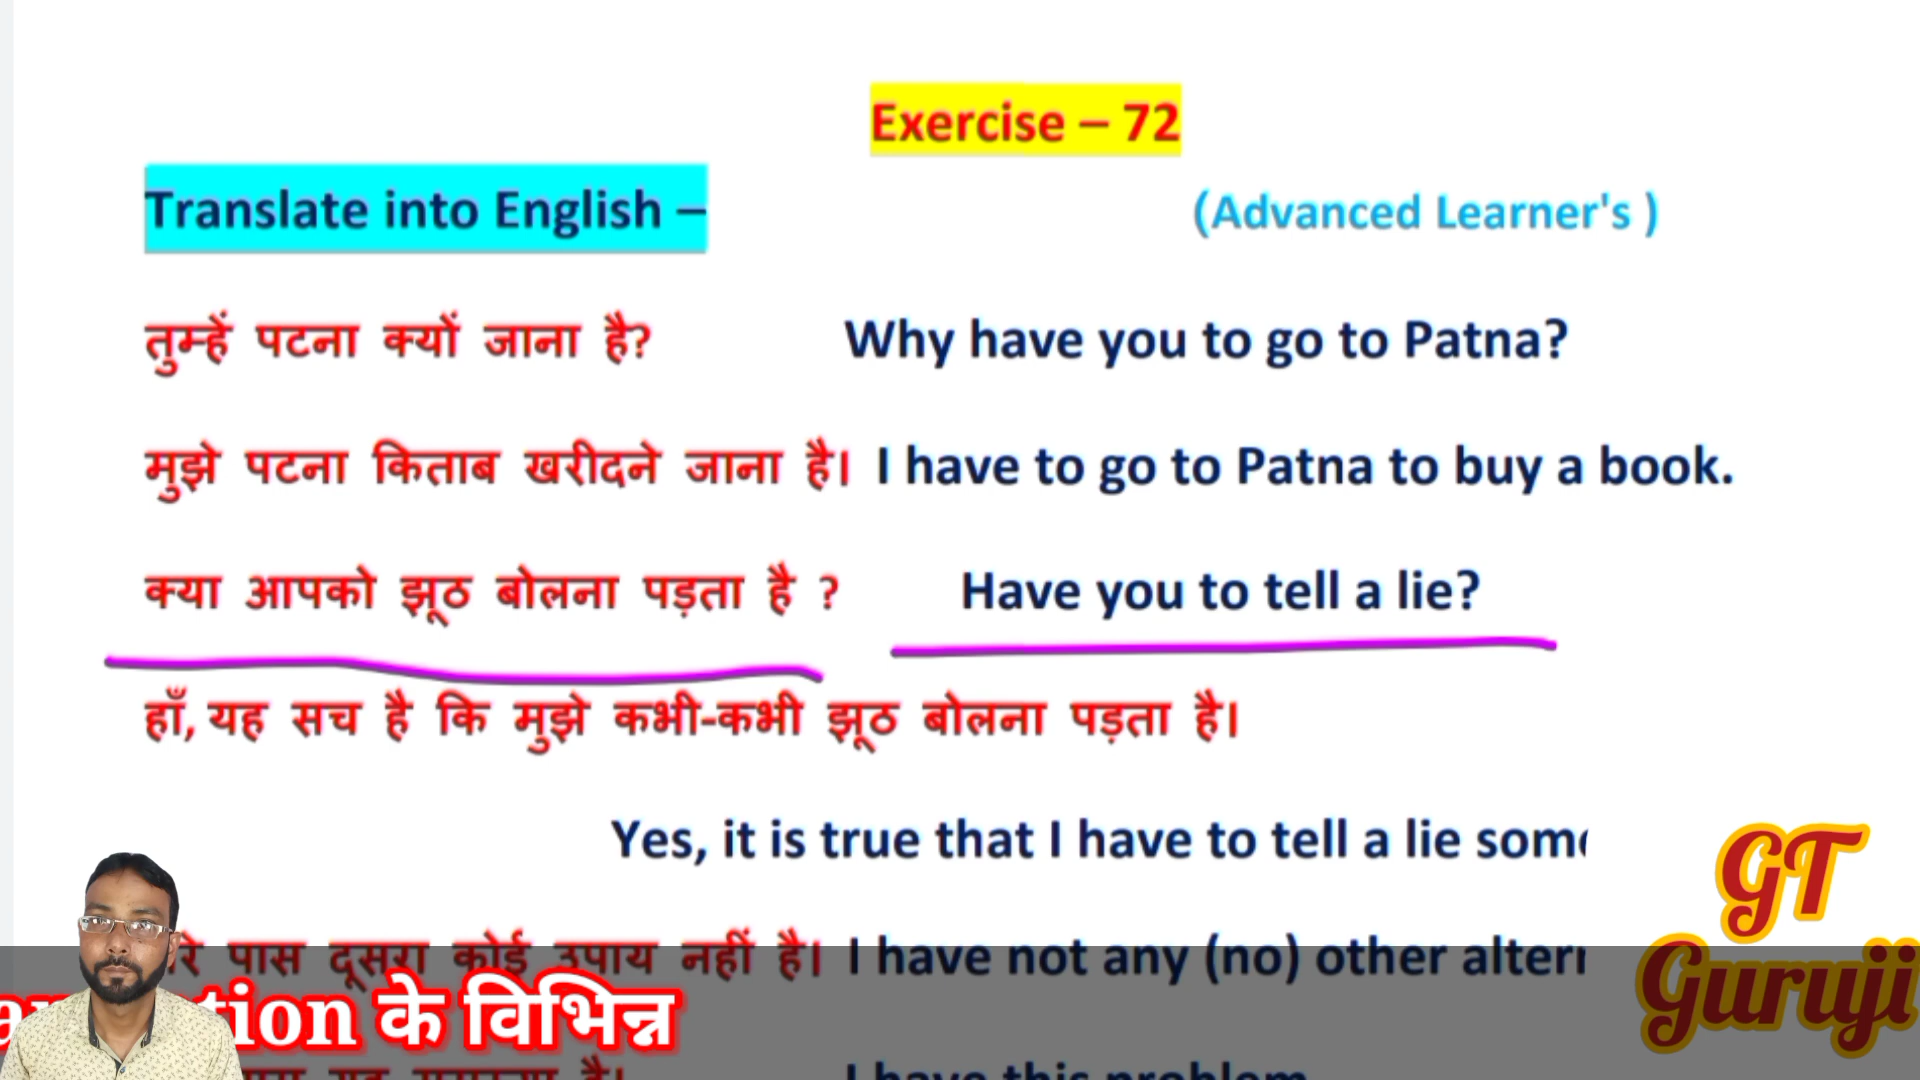 Exercise – 72
Translate into English –
(Advanced Learner's )
तुम्हें पटना क्यों जाना है? Why have you to go to Patna?
मुझे पटना किताब खरीदने जाना है। I have to go to Patna to buy a book.
क्या आपको झूठ बोलना पड़ता है ? Have you to tell a lie?
हाँ, यह सच है कि मुझे कभी-कभी झूठ बोलना पड़ता है।
Yes, it is true that I have to tell a lie
पास दूसरा कोई उपाय नहीं है। I have not any (no) other
के विभिन्न
I have this problem
GT
Guruji